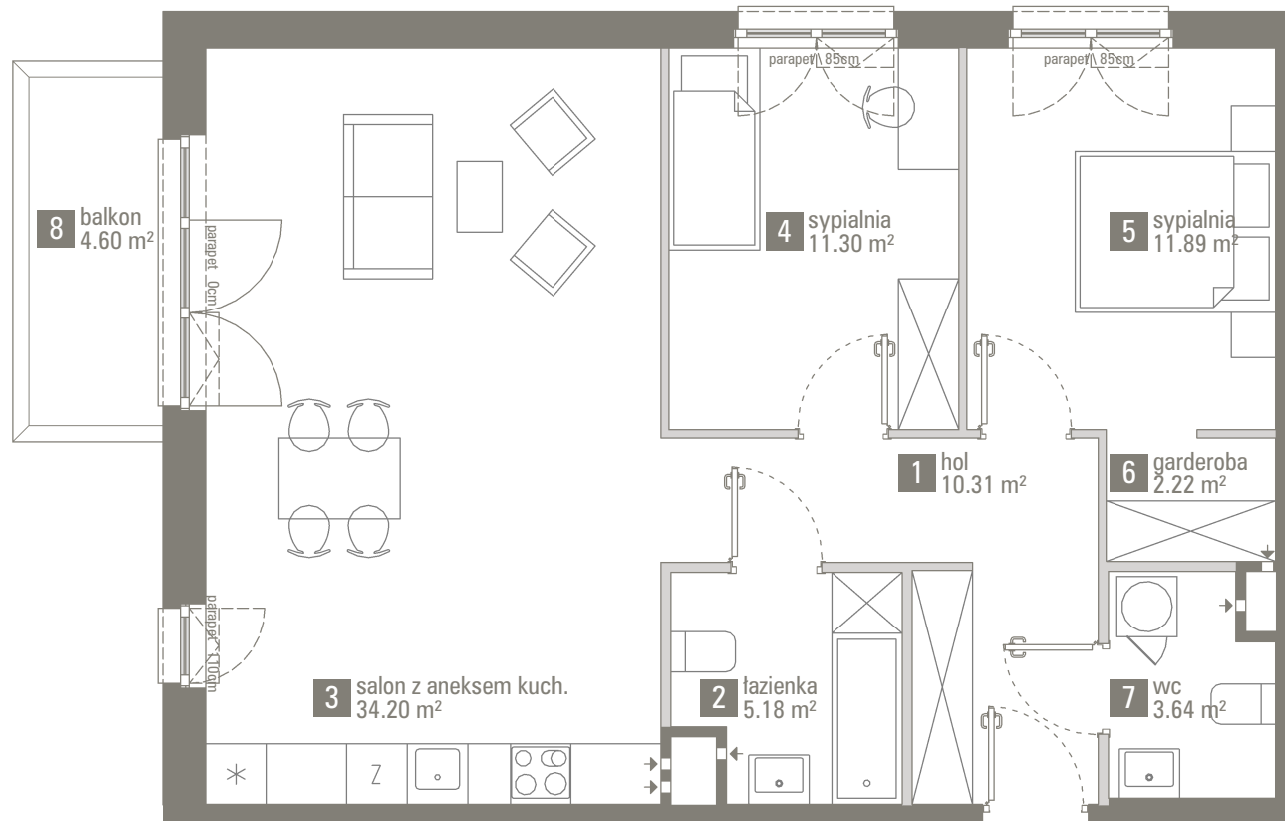 parapet 85cm
parapet 85cm
8 balkon
4.60 m²
parapet 0cm
4 sypialnia
11.30 m²
5 sypialnia
11.89 m²
1 hol
10.31 m²
6 garderoba
2.22 m²
parapet 110cm
3 salon z aneksem kuch.
34.20 m²
2 łazienka
5.18 m²
7 wc
3.64 m²
Z